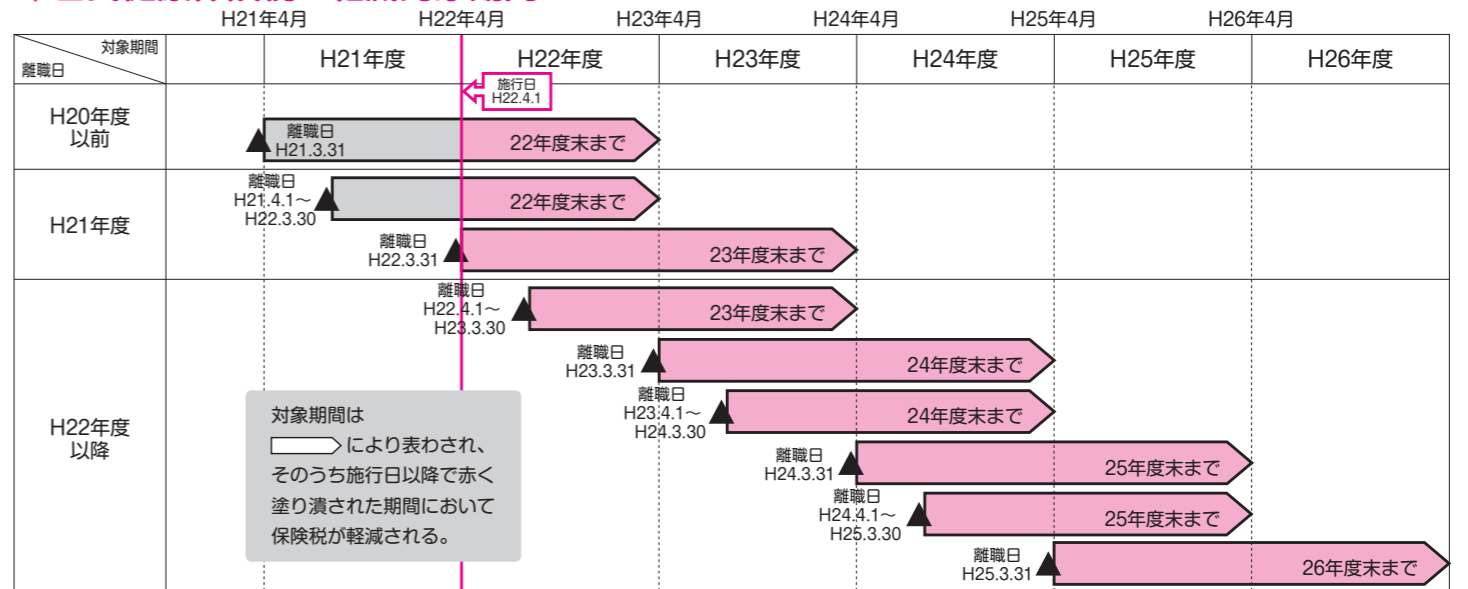 H21年4月 H22年4月 H23年4月 H24年4月 H25年4月 H26年4月
対象期間
離職日
H21年度 H22年度 H23年度 H24年度 H25年度 H26年度
施行日
H22.4.1
H20年度
以前
離職日
H21.3.31
22年度末まで
H21年度
離職日
H21.4.1~
H22.3.30
22年度末まで
離職日
H22.3.31
23年度末まで
H22年度
以降
離職日
H22.4.1~
H23.3.30
23年度末まで
離職日
H23.3.31
24年度末まで
離職日
H23.4.1~
H24.3.30
24年度末まで
離職日
H24.3.31
25年度末まで
離職日
H24.4.1~
H25.3.30
25年度末まで
離職日
H25.3.31
26年度末まで
対象期間は
により表わされ、
そのうち施行日以降で赤く
塗り潰された期間において
保険税が軽減される。